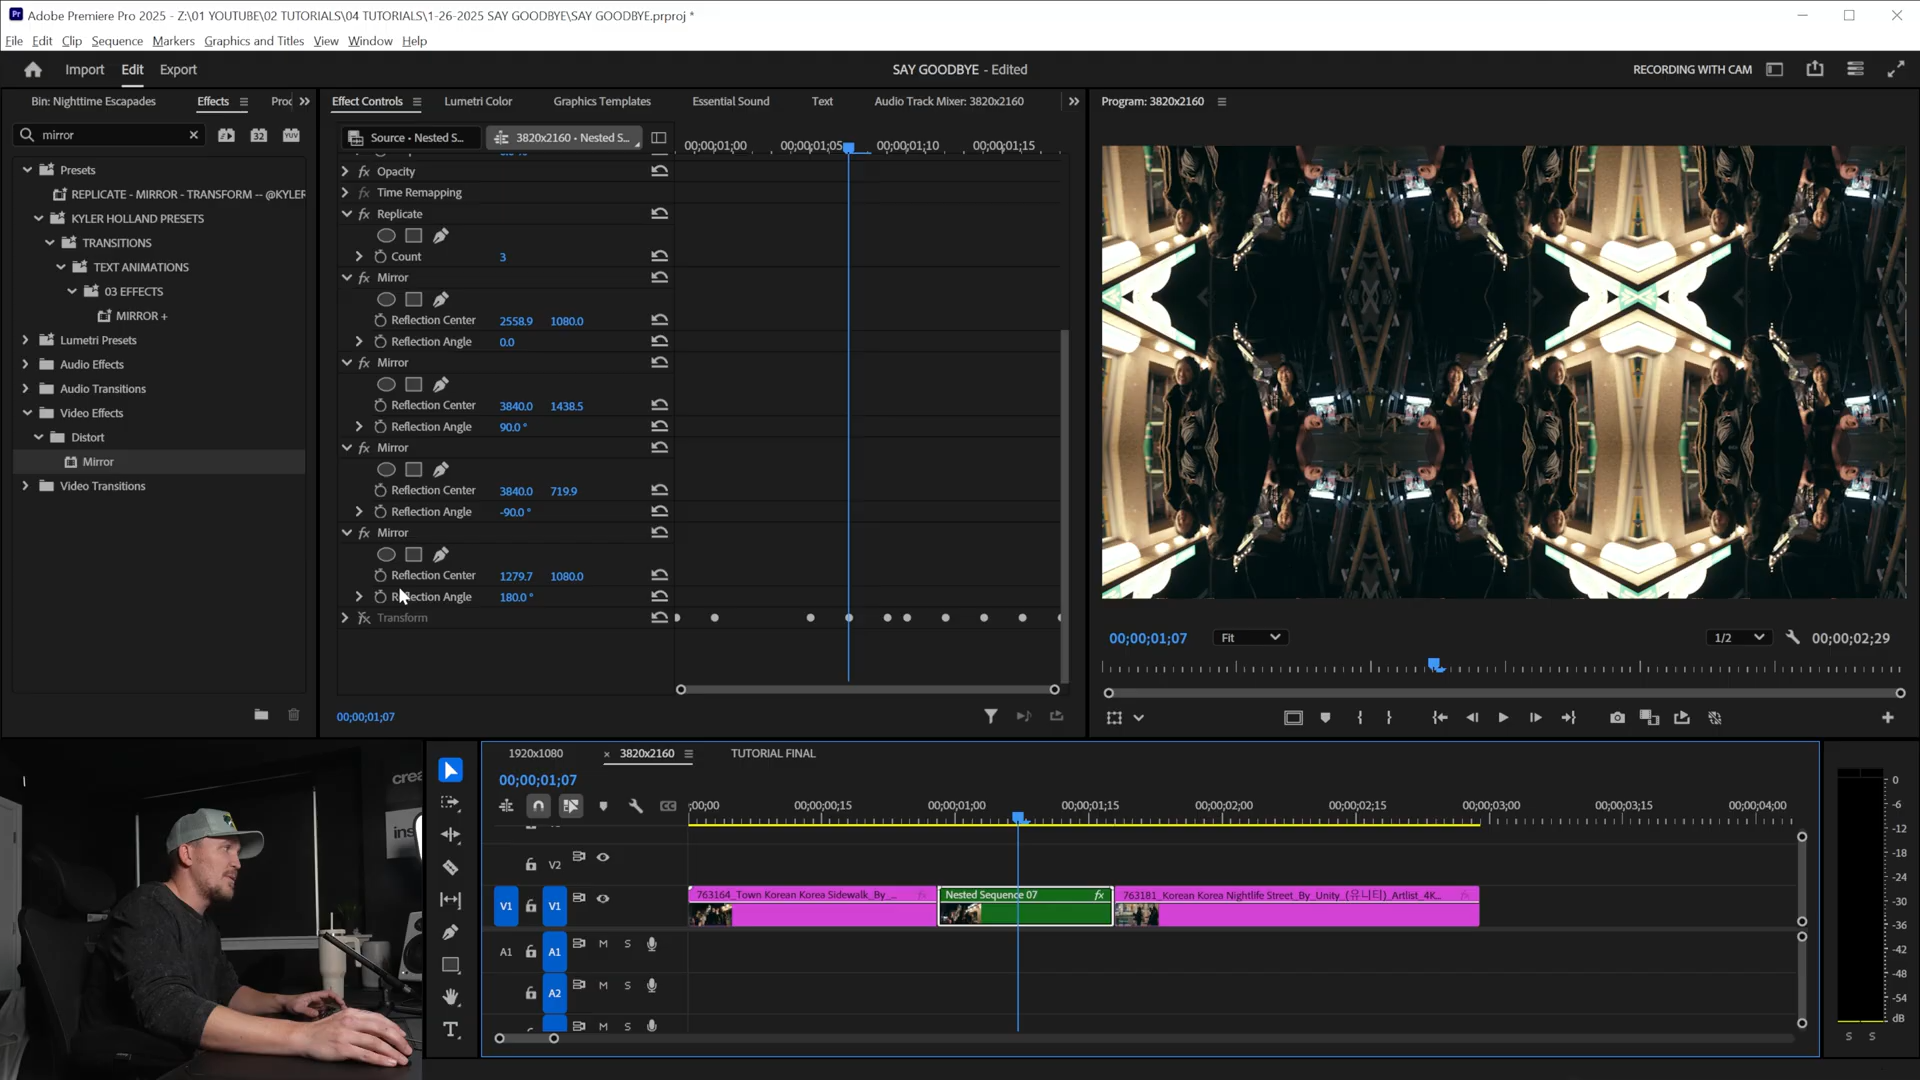 Adobe Premiere Pro 2025 - Z:\01 YOUTUBE\02 TUTORIALS\04 TUTORIALS\1-26-2025 SAY GOODBYE\SAY GOODBYE.prproj *
File Edit Clip Sequence Markers Graphics and Titles View Window Help
Import Edit Export
SAY GOODBYE - Edited
RECORDING WITH CAM
Bin: Nighttime Escapades Effects Proc
mirror
Presets
REPLICATE - MIRROR - TRANSFORM -- @KYLER
KYLER HOLLAND PRESETS
TRANSITIONS
TEXT ANIMATIONS
03 EFFECTS
MIRROR +
Lumetri Presets
Audio Effects
Audio Transitions
Video Effects
Distort
Mirror
Video Transitions
Effect Controls Lumetri Color Graphics Templates Essential Sound Text Audio Track Mixer: 3820x2160
Source • Nested S... 3820x2160 • Nested S...
00;00;01;00 00;00;01;05 00;00;01;10 00;00;01;15
fx Opacity
fx Time Remapping
fx Replicate
Count 3
fx Mirror
Reflection Center 2558.9 1080.0
Reflection Angle 0.0
fx Mirror
Reflection Center 3840.0 1438.5
Reflection Angle 90.0 °
fx Mirror
Reflection Center 3840.0 719.9
Reflection Angle -90.0 °
fx Mirror
Reflection Center 1279.7 1080.0
Reflection Angle 180.0 °
fx Transform
00;00;01;07
Program: 3820x2160
00;00;01;07 Fit 1/2 00;00;02;29
1920x1080 × 3820x2160 TUTORIAL FINAL
00;00;01;07
;00;00 00;00;00;15 00;00;01;00 00;00;01;15 00;00;02;00 00;00;02;15 00;00;03;00 00;00;03;15 00;00;04;00
V2
V1 V1
763164_Town Korean Korea Sidewalk_By_... fx
Nested Sequence 07 fx
763181_Korean Korea Nightlife Street_By_Unity_(유니티)_Artlist_4K... fx
A1 A1 M S
A2 M S
M S
0
-6
-12
-18
-24
-30
-36
-42
-48
-54
dB
S S